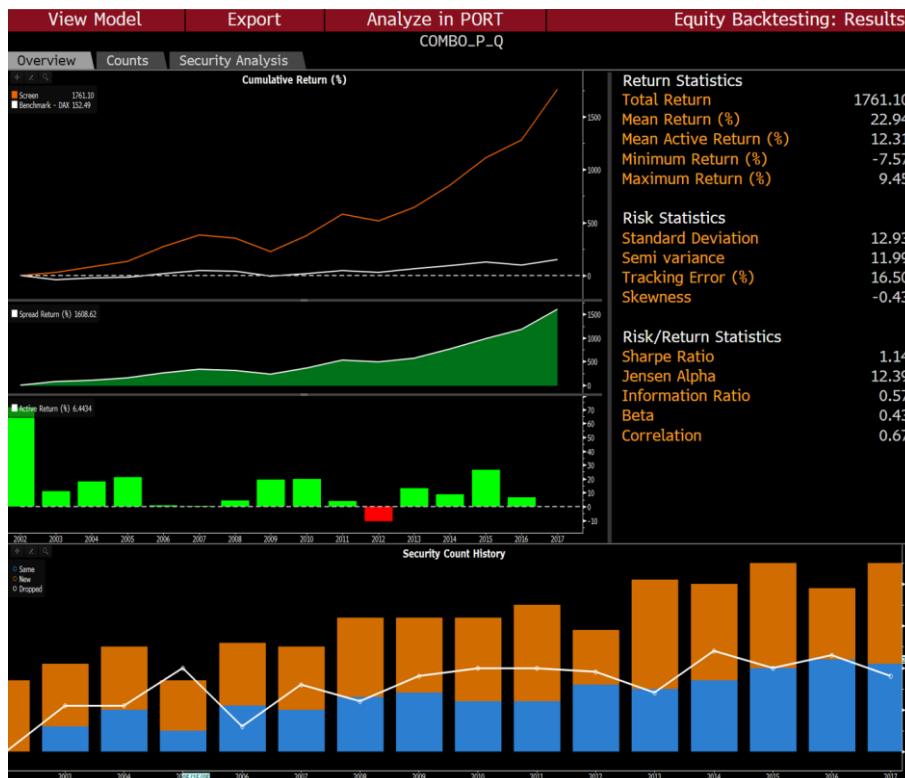 View Model Export Analyze in PORT Equity Backtesting: Results
COMBO_P_Q
Overview Counts Security Analysis
Cumulative Return (%)
Screen 1761.10
Benchmark - DAX 152.49
1500
1000
500
0
Spread Return (%) 1608.62
1500
1000
500
0
Active Return (%) 6.4434
70
60
50
40
30
20
10
0
-10
2002 2003 2004 2005 2006 2007 2008 2009 2010 2011 2012 2013 2014 2015 2016 2017
Return Statistics
Total Return 1761.10
Mean Return (%) 22.94
Mean Active Return (%) 12.31
Minimum Return (%) -7.57
Maximum Return (%) 9.45
Risk Statistics
Standard Deviation 12.93
Semi variance 11.99
Tracking Error (%) 16.50
Skewness -0.43
Risk/Return Statistics
Sharpe Ratio 1.14
Jensen Alpha 12.39
Information Ratio 0.57
Beta 0.43
Correlation 0.67
Security Count History
Same
New
Dropped
2003 2004 2006 2007 2008 2009 2010 2011 2012 2013 2014 2015 2016 2017